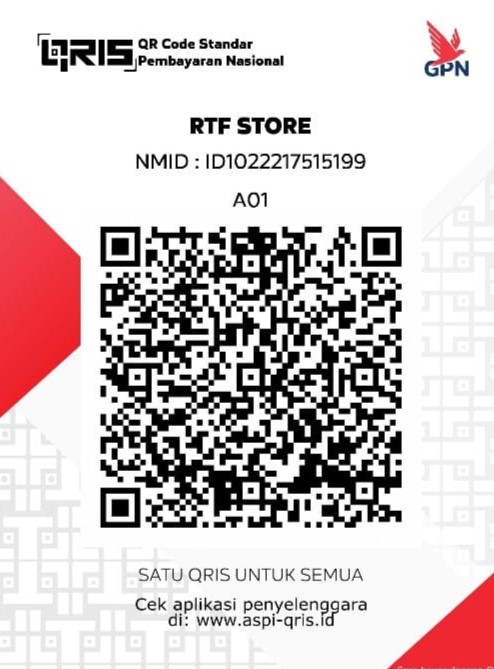 QRIS QR Code Standar
Pembayaran Nasional
GPN
RTF STORE
NMID : ID1022217515199
A01
SATU QRIS UNTUK SEMUA
Cek aplikasi penyelenggara
di: www.aspi-qris.id